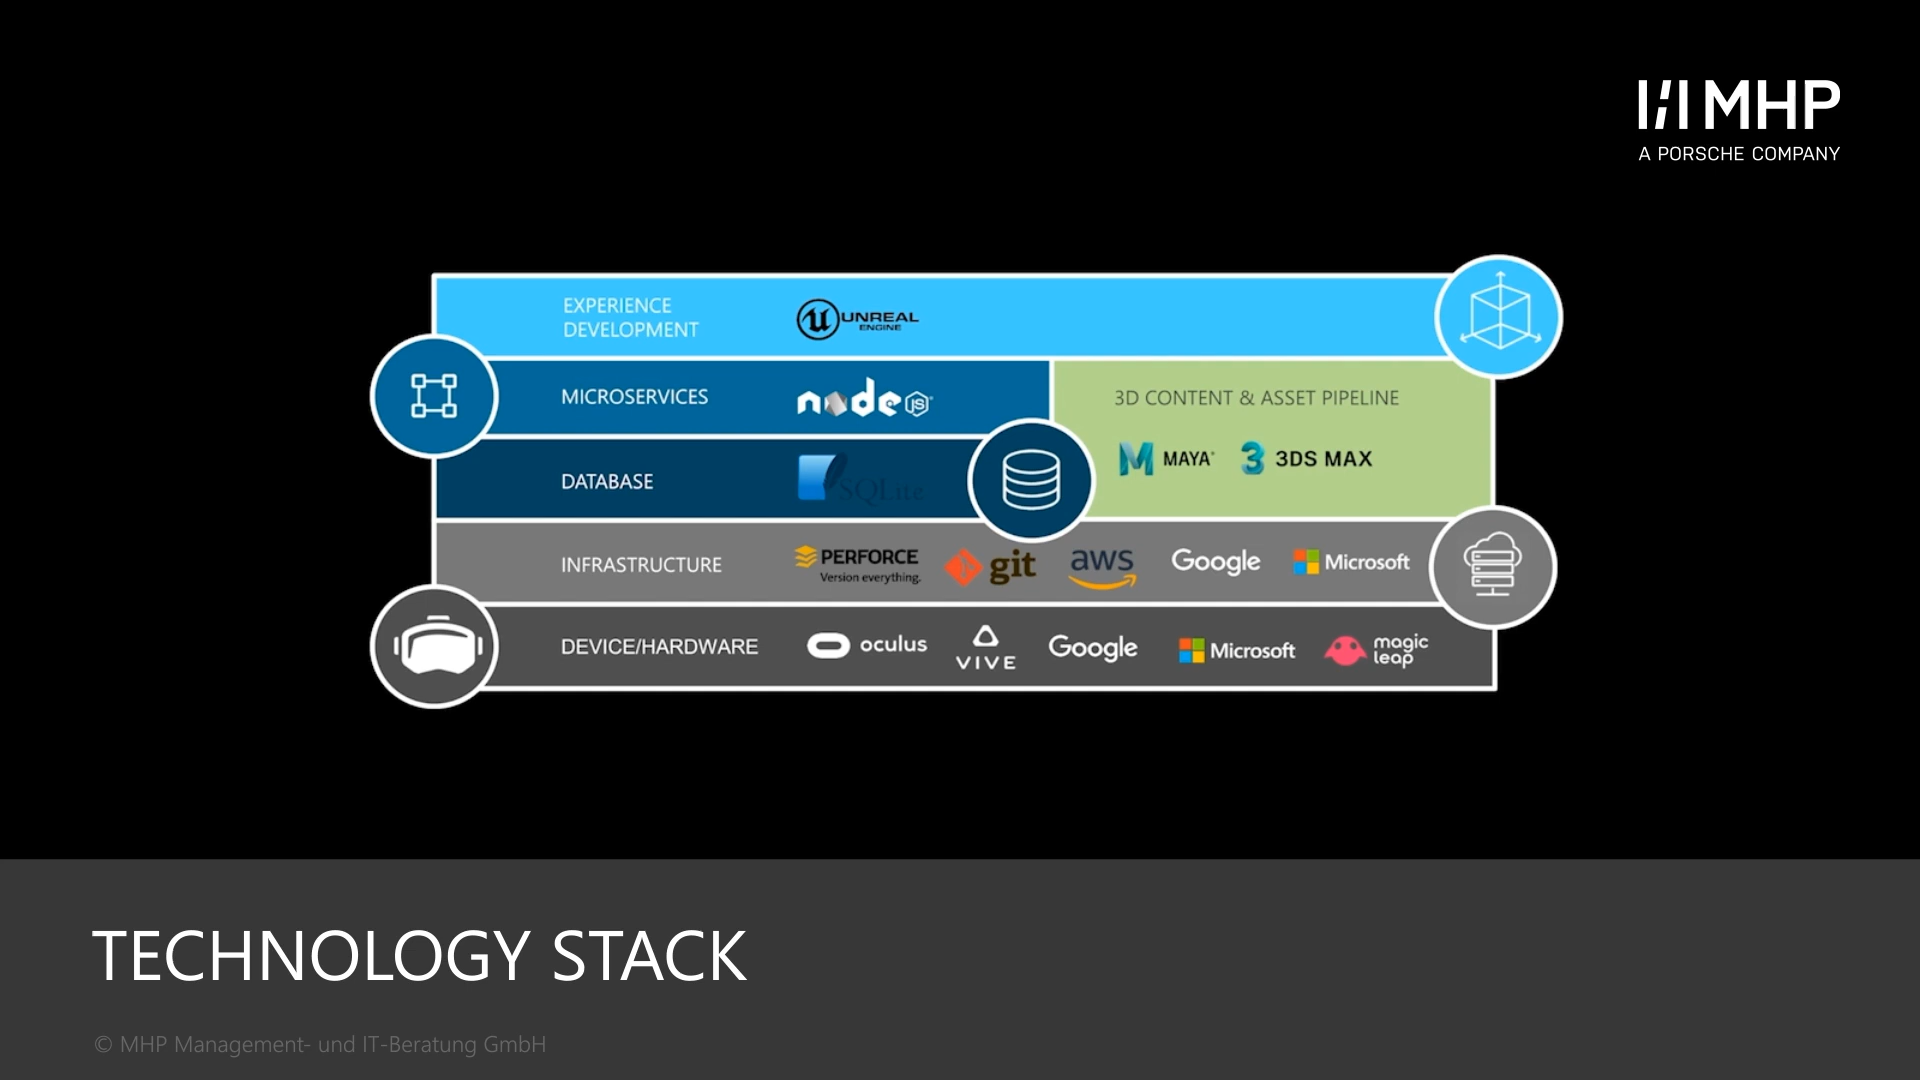 MHP
A PORSCHE COMPANY
EXPERIENCE
DEVELOPMENT
UNREAL
ENGINE
MICROSERVICES
node
JS
3D CONTENT & ASSET PIPELINE
MAYA
3 3DS MAX
DATABASE
SQLite
INFRASTRUCTURE
PERFORCE
Version everything.
git
aws
Google
Microsoft
DEVICE/HARDWARE
oculus
VIVE
Google
Microsoft
magic
leap
TECHNOLOGY STACK
© MHP Management- und IT-Beratung GmbH